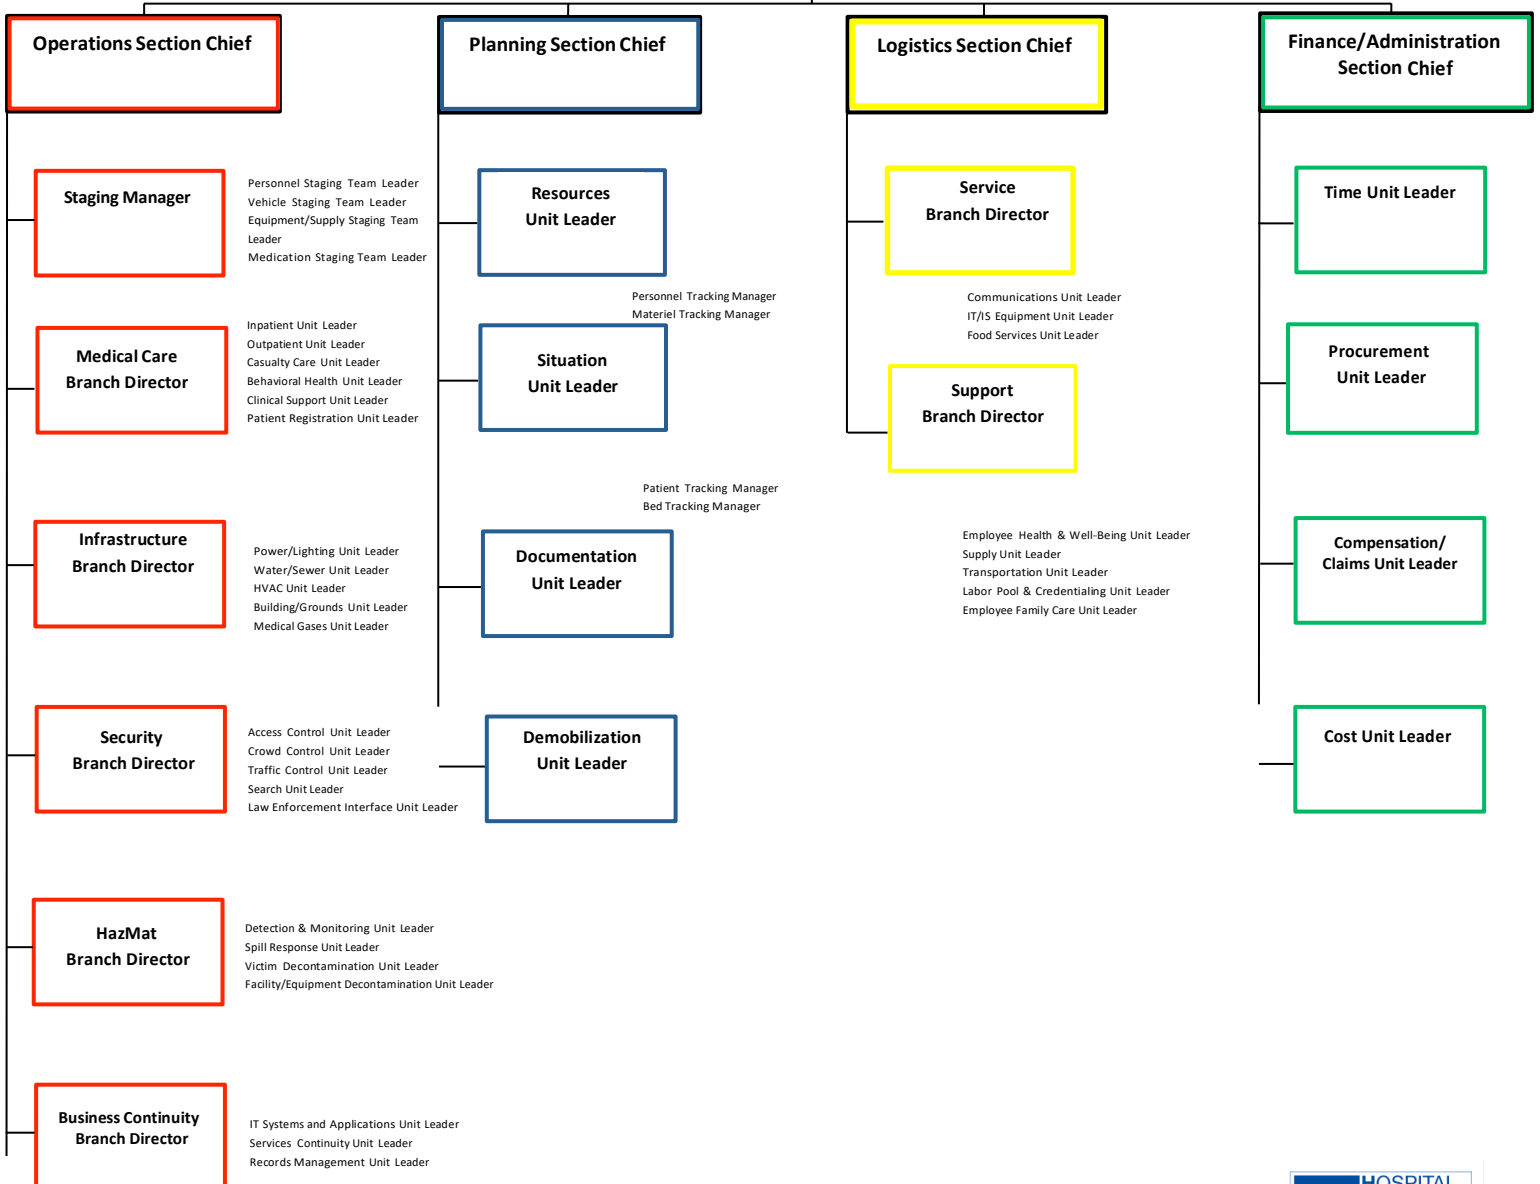 Operations Section Chief
Planning Section Chief
Logistics Section Chief
Finance/Administration
Section Chief
Staging Manager
Personnel Staging Team Leader
Vehicle Staging Team Leader
Equipment/Supply Staging Team
Leader
Medication Staging Team Leader
Medical Care
Branch Director
Inpatient Unit Leader
Outpatient Unit Leader
Casualty Care Unit Leader
Behavioral Health Unit Leader
Clinical Support Unit Leader
Patient Registration Unit Leader
Infrastructure
Branch Director
Power/Lighting Unit Leader
Water/Sewer Unit Leader
HVAC Unit Leader
Building/Grounds Unit Leader
Medical Gases Unit Leader
Security
Branch Director
Access Control Unit Leader
Crowd Control Unit Leader
Traffic Control Unit Leader
Search Unit Leader
Law Enforcement Interface Unit Leader
HazMat
Branch Director
Detection & Monitoring Unit Leader
Spill Response Unit Leader
Victim Decontamination Unit Leader
Facility/Equipment Decontamination Unit Leader
Business Continuity
Branch Director
IT Systems and Applications Unit Leader
Services Continuity Unit Leader
Records Management Unit Leader
Resources
Unit Leader
Personnel Tracking Manager
Materiel Tracking Manager
Situation
Unit Leader
Patient Tracking Manager
Bed Tracking Manager
Documentation
Unit Leader
Demobilization
Unit Leader
Service
Branch Director
Communications Unit Leader
IT/IS Equipment Unit Leader
Food Services Unit Leader
Support
Branch Director
Employee Health & Well-Being Unit Leader
Supply Unit Leader
Transportation Unit Leader
Labor Pool & Credentialing Unit Leader
Employee Family Care Unit Leader
Time Unit Leader
Procurement
Unit Leader
Compensation/
Claims Unit Leader
Cost Unit Leader
HOSPITAL